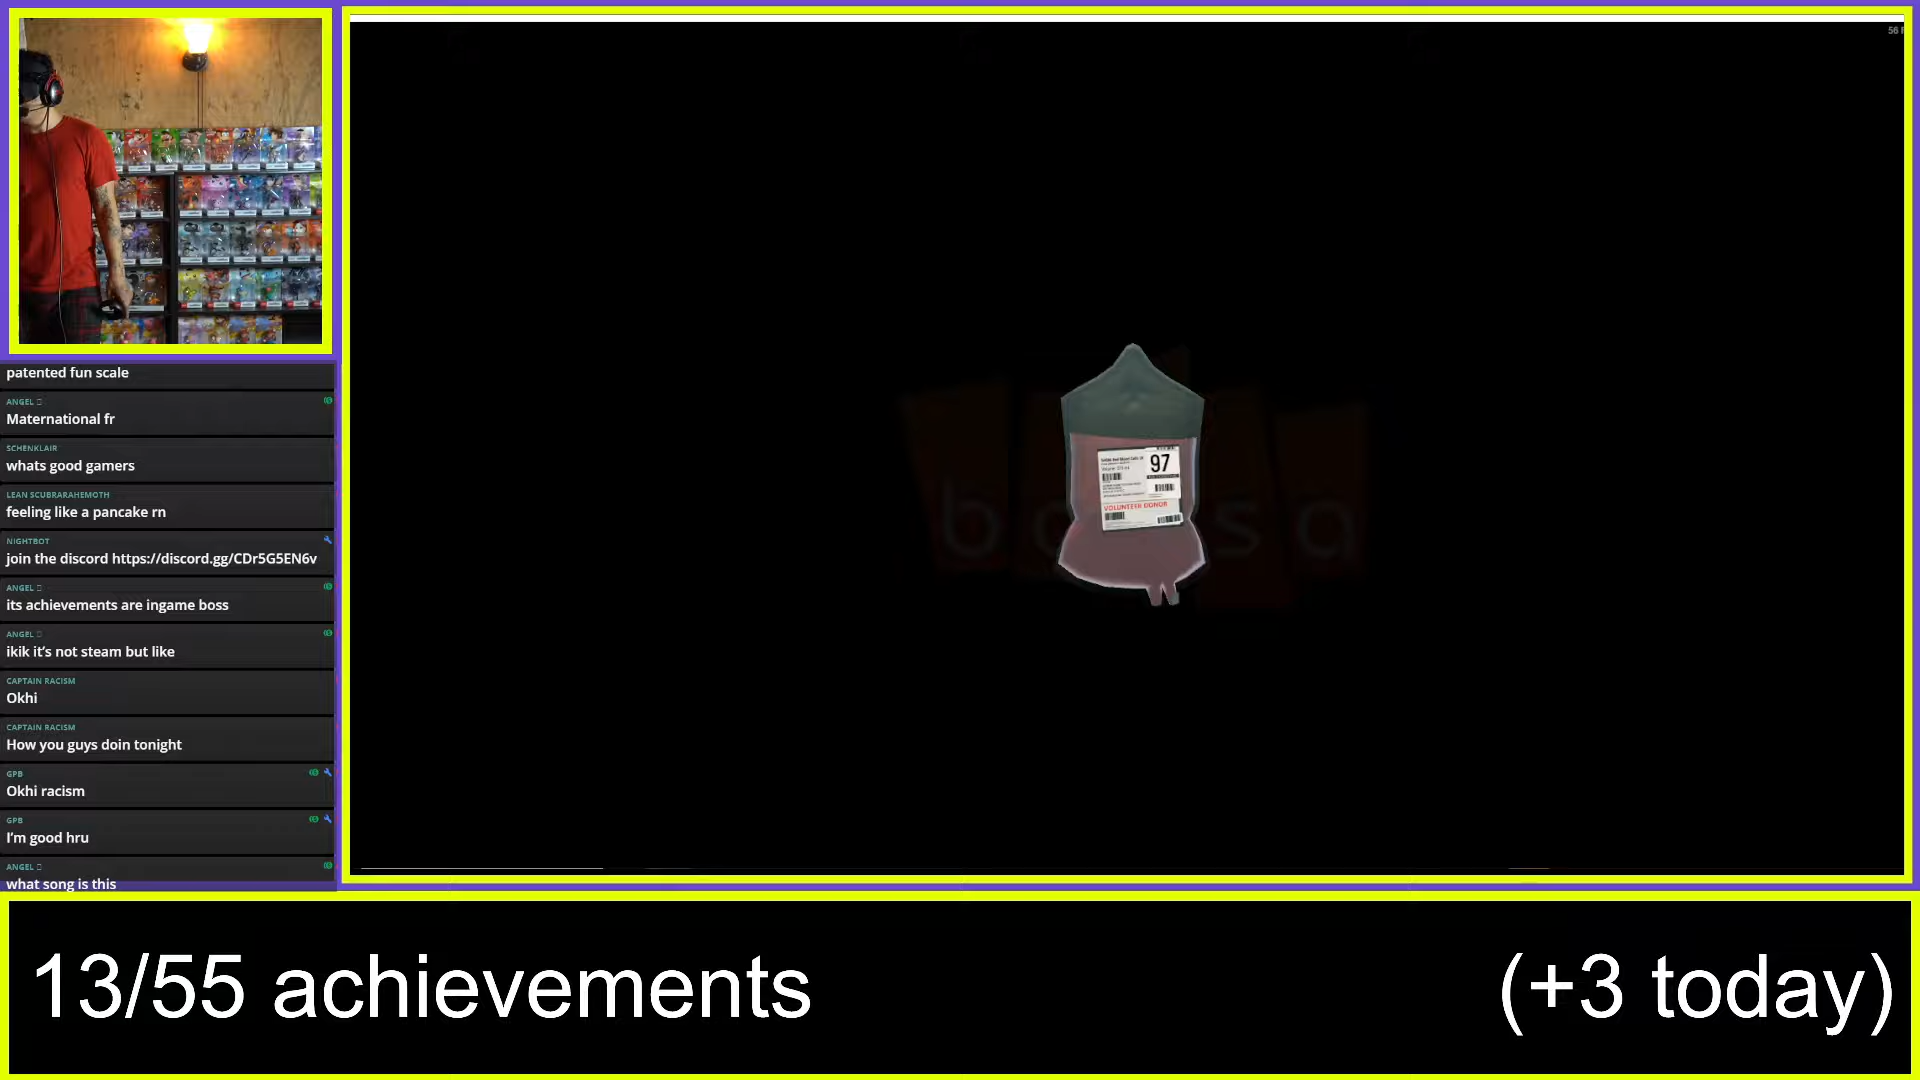 56
patented fun scale
ANGEL
Maternational fr
SCHENKLAIR
whats good gamers
LEAN SCUBRARAHEMOTH
feeling like a pancake rn
NIGHTBOT
join the discord https://discord.gg/CDr5G5EN6v
ANGEL
its achievements are ingame boss
ANGEL
ikik it's not steam but like
CAPTAIN RACISM
Okhi
CAPTAIN RACISM
How you guys doin tonight
GPB
Okhi racism
GPB
I'm good hru
ANGEL
what song is this
97
VOLUNTEER DONOR
13/55 achievements
(+3 today)